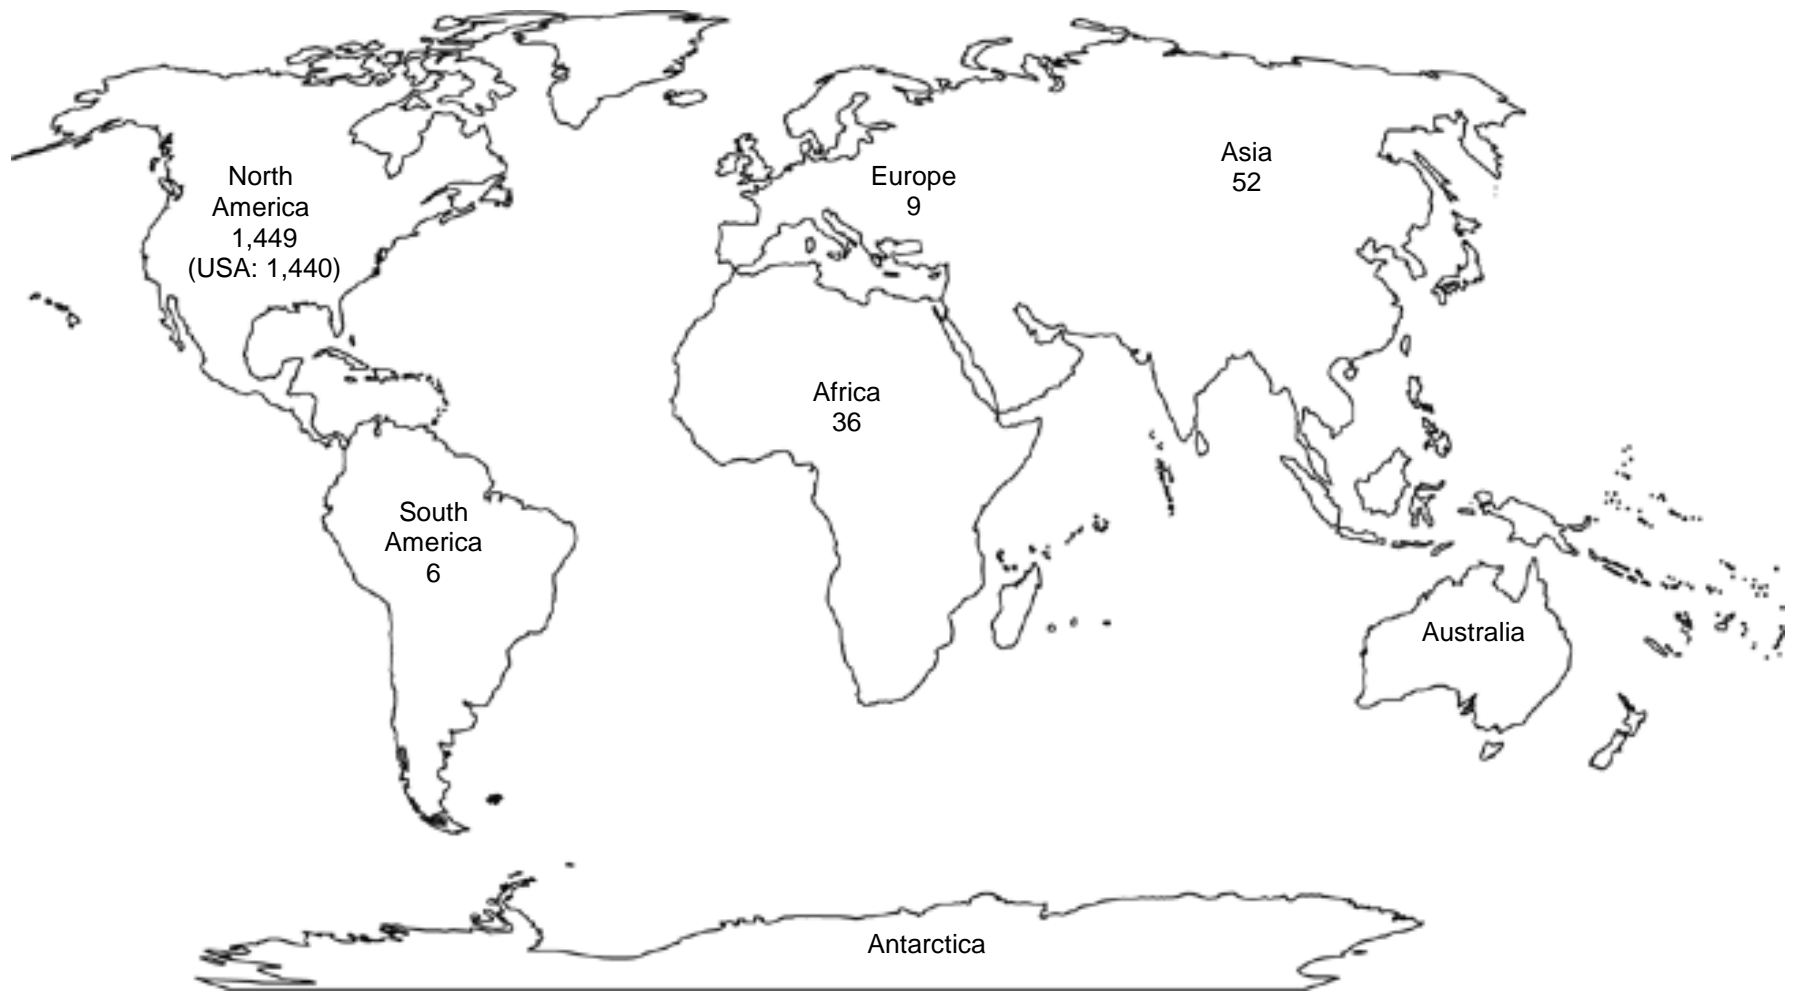 North
America
1,449
(USA: 1,440)
Europe
9
Asia
52
Africa
36
South
America
6
Australia
Antarctica